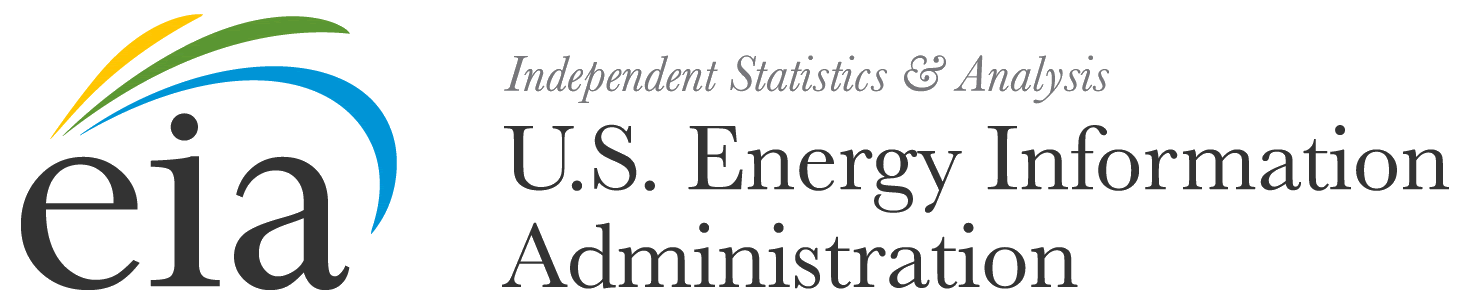 eia
Independent Statistics & Analysis
U.S. Energy Information
Administration